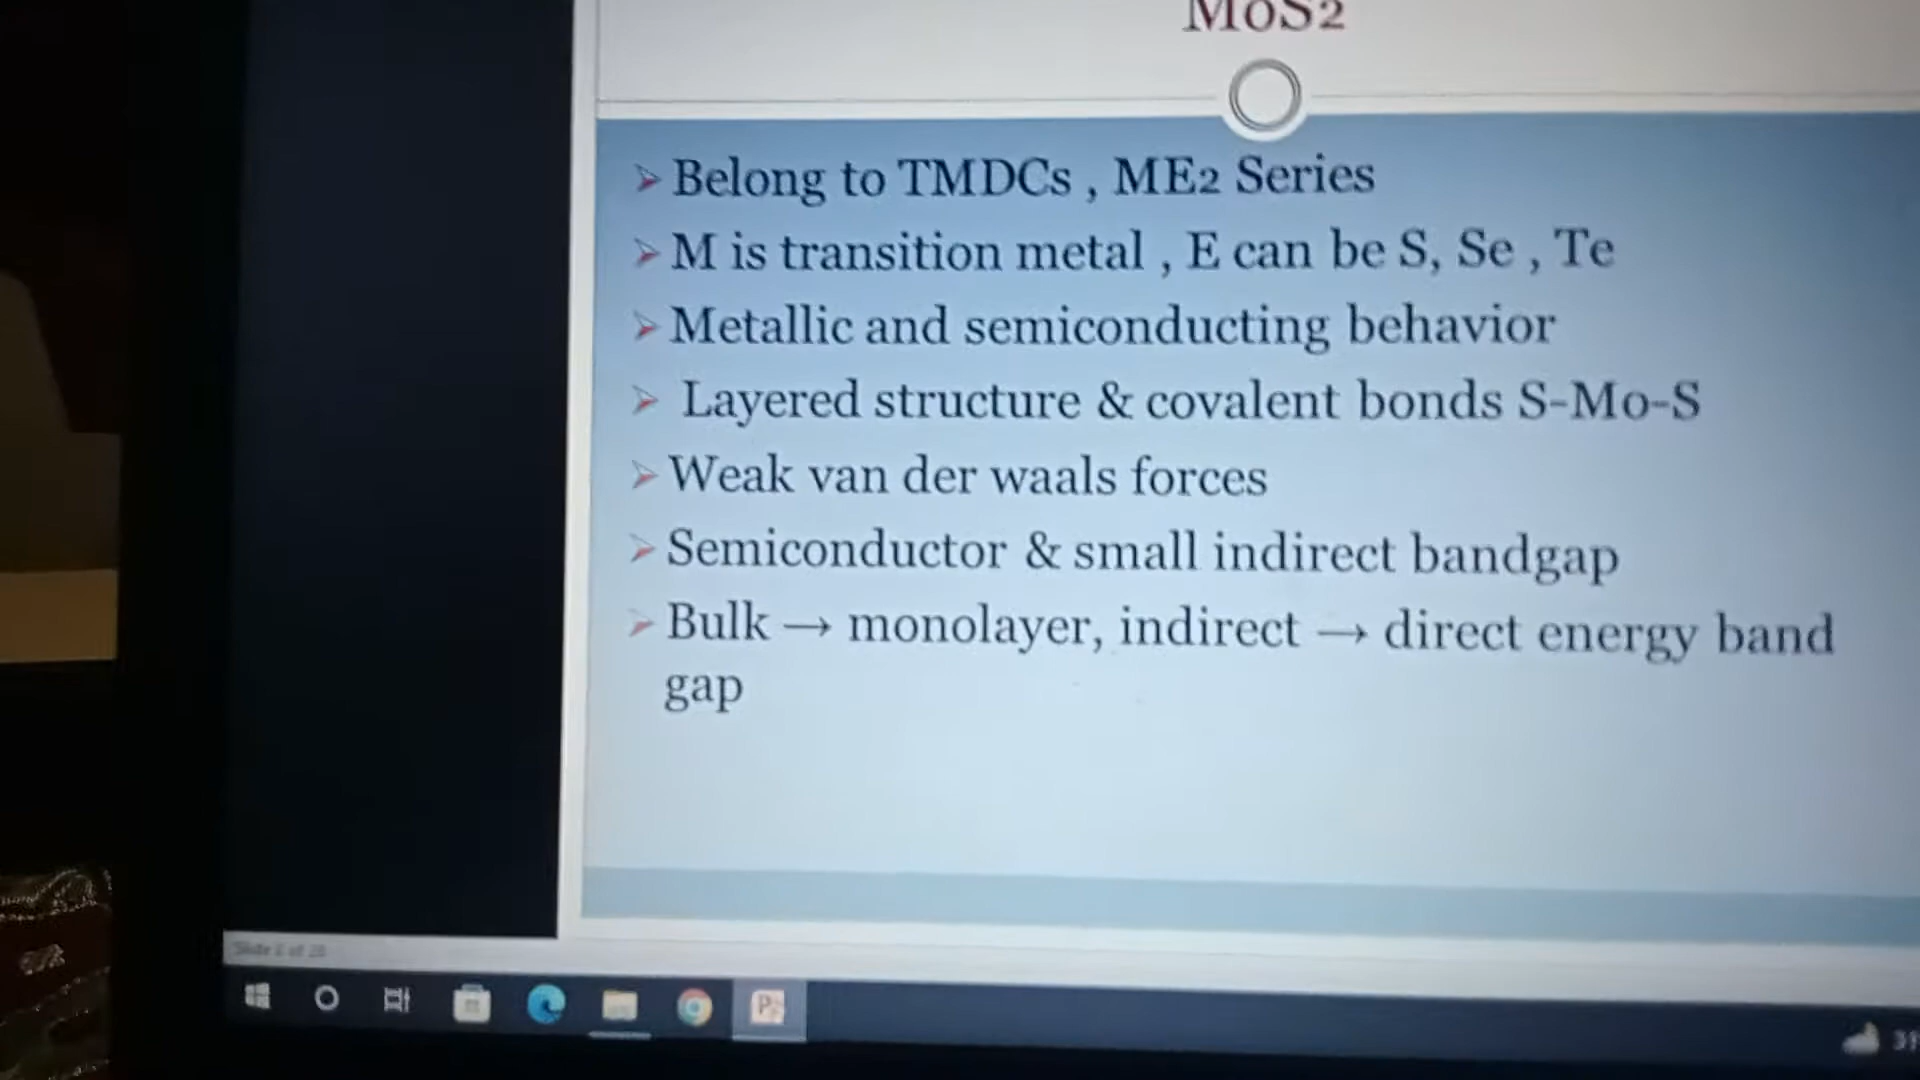 MoS2
Belong to TMDCs , ME2 Series
M is transition metal , E can be S, Se , Te
Metallic and semiconducting behavior
Layered structure & covalent bonds S-Mo-S
Weak van der waals forces
Semiconductor & small indirect bandgap
Bulk → monolayer, indirect → direct energy band
gap